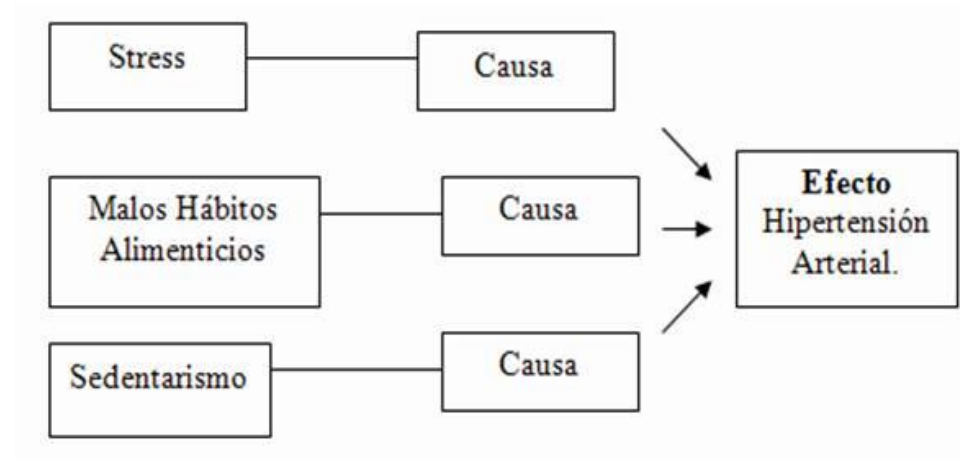 Stress
Causa
Malos Hábitos
Alimenticios
Causa
Sedentarismo
Causa
Efecto
Hipertensión
Arterial.